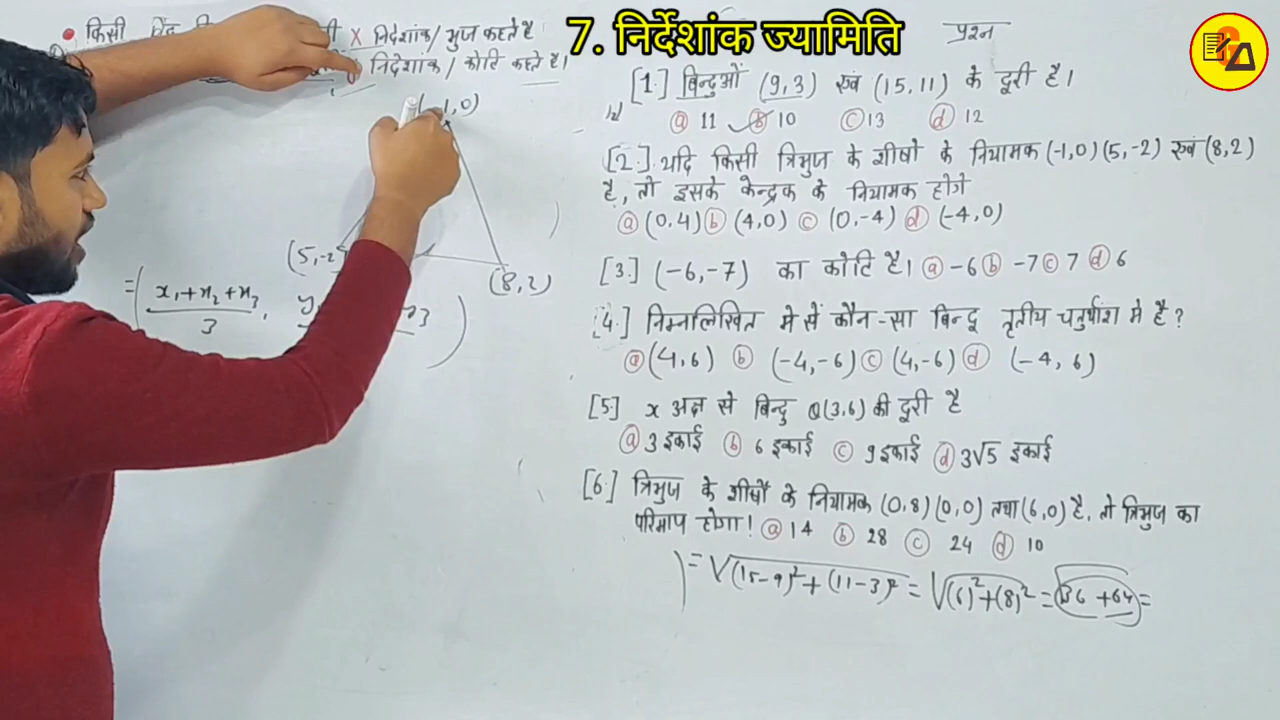 7. निर्देशांक ज्यामिति
• किसी
X निर्देशांक/ भुज कहते है
निर्देशांक / कोटि कहते है।
प्रश्न
[1.] बिन्दुओं (9,3) एवं (15,11) के दूरी है।
ⓐ 11 ⓑ 10 ⓒ 13 ⓓ 12
[2.] यदि किसी त्रिभुज के शीर्षो के नियामक (-1,0) (5,-2) एवं (8,2)
है, तो इसके केन्द्रक के नियामक होगे
ⓐ (0,4) ⓑ (4,0) ⓒ (0,-4) ⓓ (-4,0)
[3.] (-6,-7) का कोटि है। ⓐ -6 ⓑ -7 ⓒ 7 ⓓ 6
[4.] निम्नलिखित मे सें कौन-सा बिन्दू तृतीय चतुर्थांश मे है?
ⓐ (4,6) ⓑ (-4,-6) ⓒ (4,-6) ⓓ (-4, 6)
[5.] x अक्ष से बिन्दु Q(3,6) की दूरी है
ⓐ 3 इकाई ⓑ 6 इकाई ⓒ 9 इकाई ⓓ 3√5 इकाई
[6.] त्रिभुज के शीर्षों के नियामक (0,8) (0,0) तथा (6,0) है, तो त्रिभुज का
परिमाप होगा! ⓐ 14 ⓑ 28 ⓒ 24 ⓓ 10
= √(15-9)²+(11-3)² = √(6)²+(8)² = √36+64 =
1,0)
(5,-2
(8,2)
= ( x₁+x₂+x₃ / 3 , y